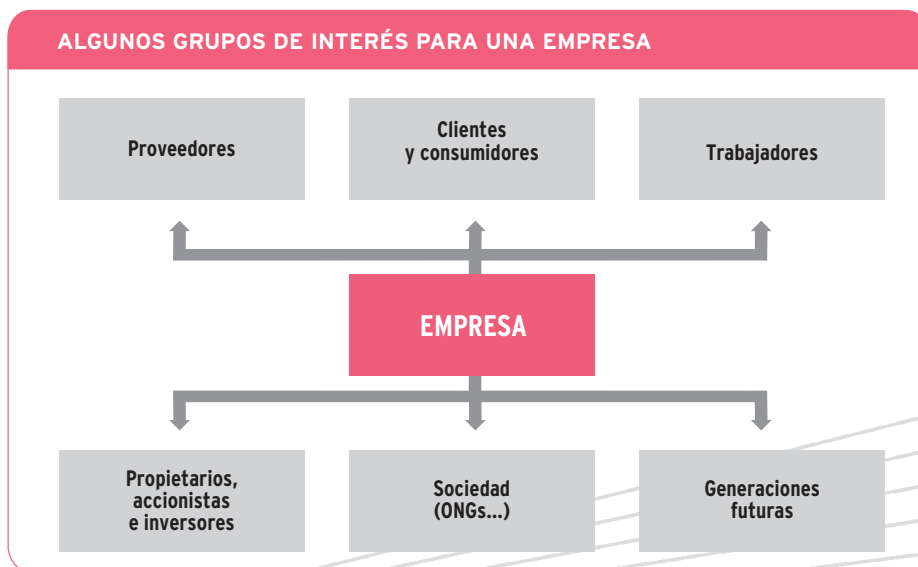 ALGUNOS GRUPOS DE INTERÉS PARA UNA EMPRESA
Proveedores
Clientes
y consumidores
Trabajadores
EMPRESA
Propietarios,
accionistas
e inversores
Sociedad
(ONGs...)
Generaciones
futuras